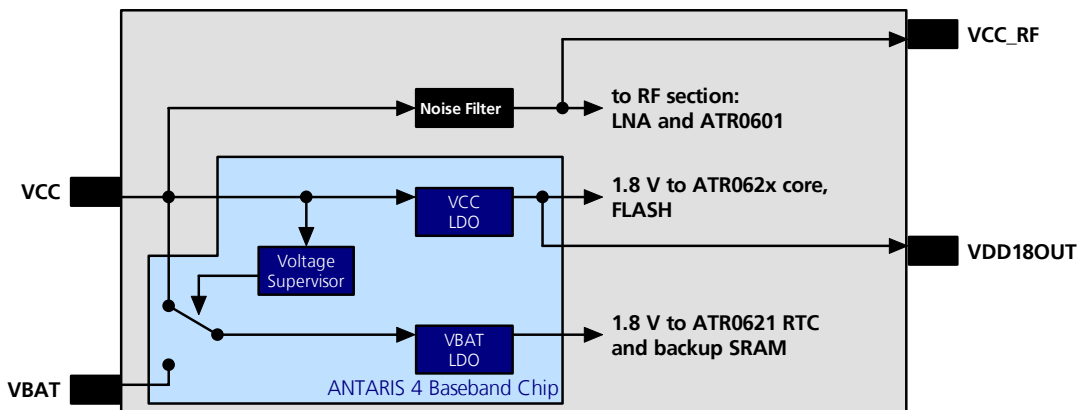 VCC_RF
Noise Filter
to RF section:
LNA and ATR0601
VCC
VCC
LDO
1.8 V to ATR062x core,
FLASH
Voltage
Supervisor
VDD18OUT
VBAT
LDO
1.8 V to ATR0621 RTC
and backup SRAM
VBAT
ANTARIS 4 Baseband Chip